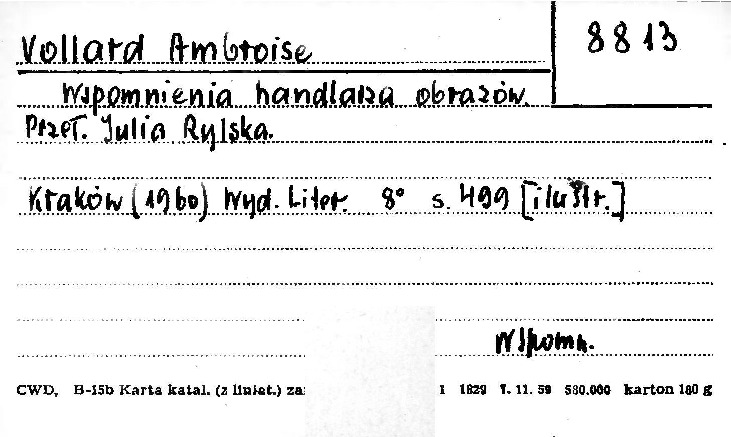 Vollard Ambroise 8813
Wspomnienia handlarza obrazów.
Przeł. Julia Rylska.
Kraków (1960) Wyd. Liter. 8° s. 499 [ilustr.]
Wspomn.
CWD, B-15b Karta katal. (z liniat.) za 1 1829 T. 11. 59 580.000 karton 180 g